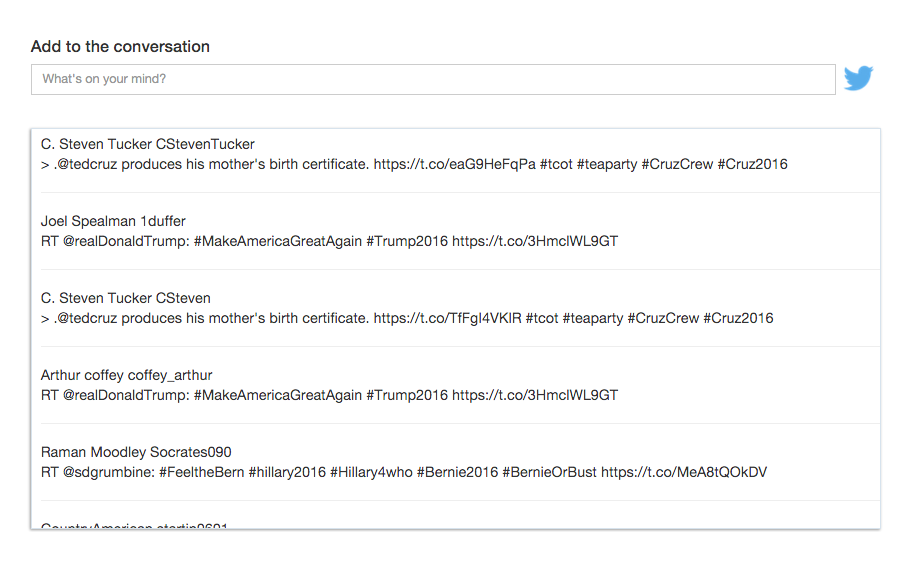 Add to the conversation
What's on your mind?
C. Steven Tucker CStevenTucker
> .@tedcruz produces his mother's birth certificate. https://t.co/eaG9HeFqPa #tcot #teaparty #CruzCrew #Cruz2016
Joel Spealman 1duffer
RT @realDonaldTrump: #MakeAmericaGreatAgain #Trump2016 https://t.co/3HmclWL9GT
C. Steven Tucker CSteven
> .@tedcruz produces his mother's birth certificate. https://t.co/TfFgI4VKIR #tcot #teaparty #CruzCrew #Cruz2016
Arthur coffey coffey_arthur
RT @realDonaldTrump: #MakeAmericaGreatAgain #Trump2016 https://t.co/3HmclWL9GT
Raman Moodley Socrates090
RT @sdgrumbine: #FeeltheBern #hillary2016 #Hillary4who #Bernie2016 #BernieOrBust https://t.co/MeA8tQOkDV
CountryAmerican